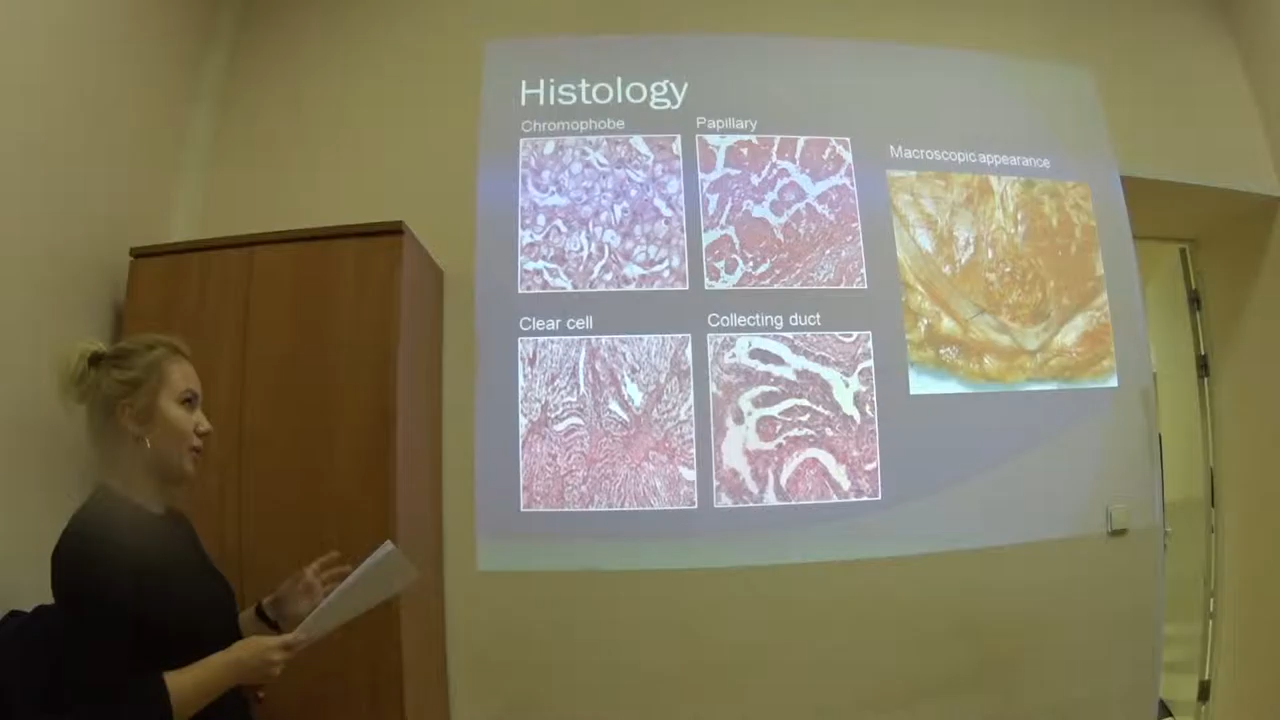 Histology
Chromophobe
Papillary
Macroscopic appearance
Clear cell
Collecting duct